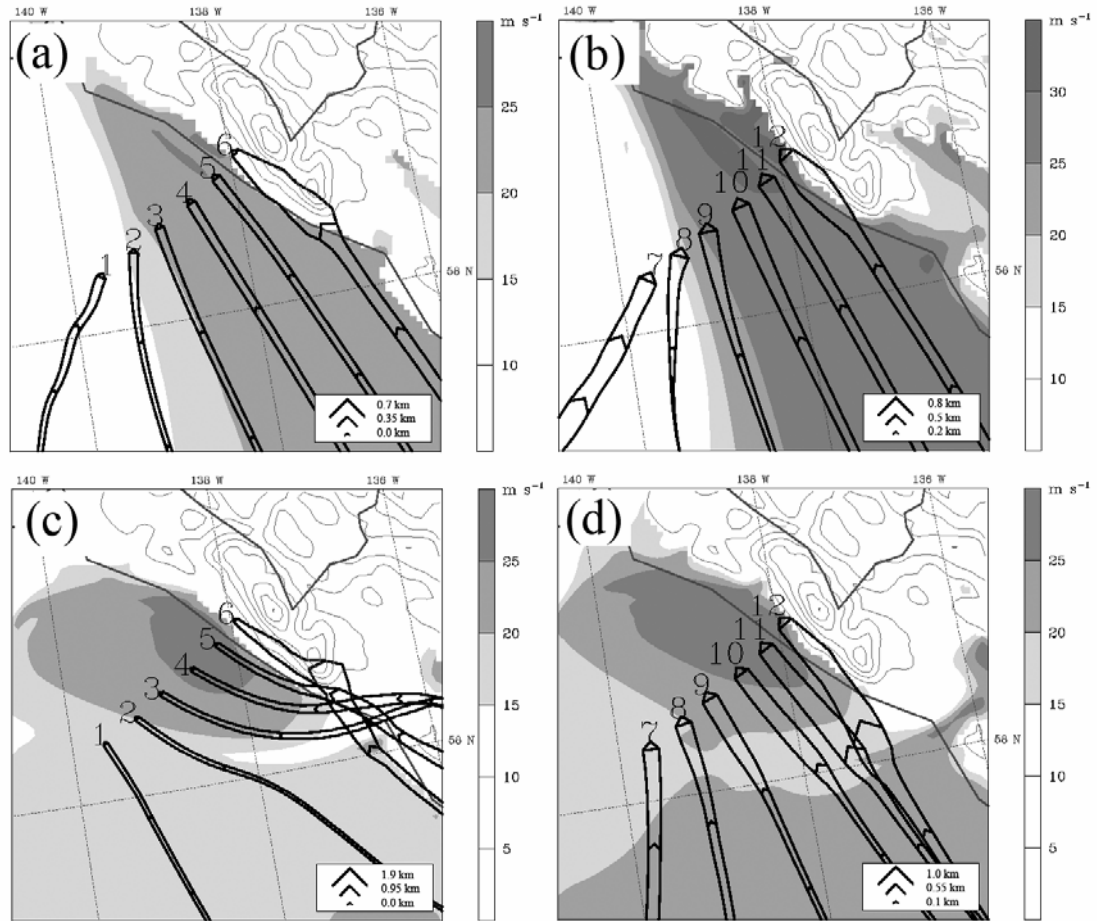 138 W
136 W
m s⁻¹
138 W
136 W
m s⁻¹
(a)
(b)
140 W
140 W
30
25
25
6
12
20
5
11
20
4
10
3
9
15
2
8
15
1
7
58 N
58 N
10
10
0.7 km
0.35 km
0.0 km
0.8 km
0.5 km
0.2 km
140 W
138 W
136 W
m s⁻¹
140 W
138 W
136 W
m s⁻¹
(c)
(d)
25
25
20
20
6
12
5
11
4
10
15
15
3
9
2
8
1
7
58 N
58 N
10
10
5
5
1.9 km
0.95 km
0.0 km
1.0 km
0.55 km
0.1 km